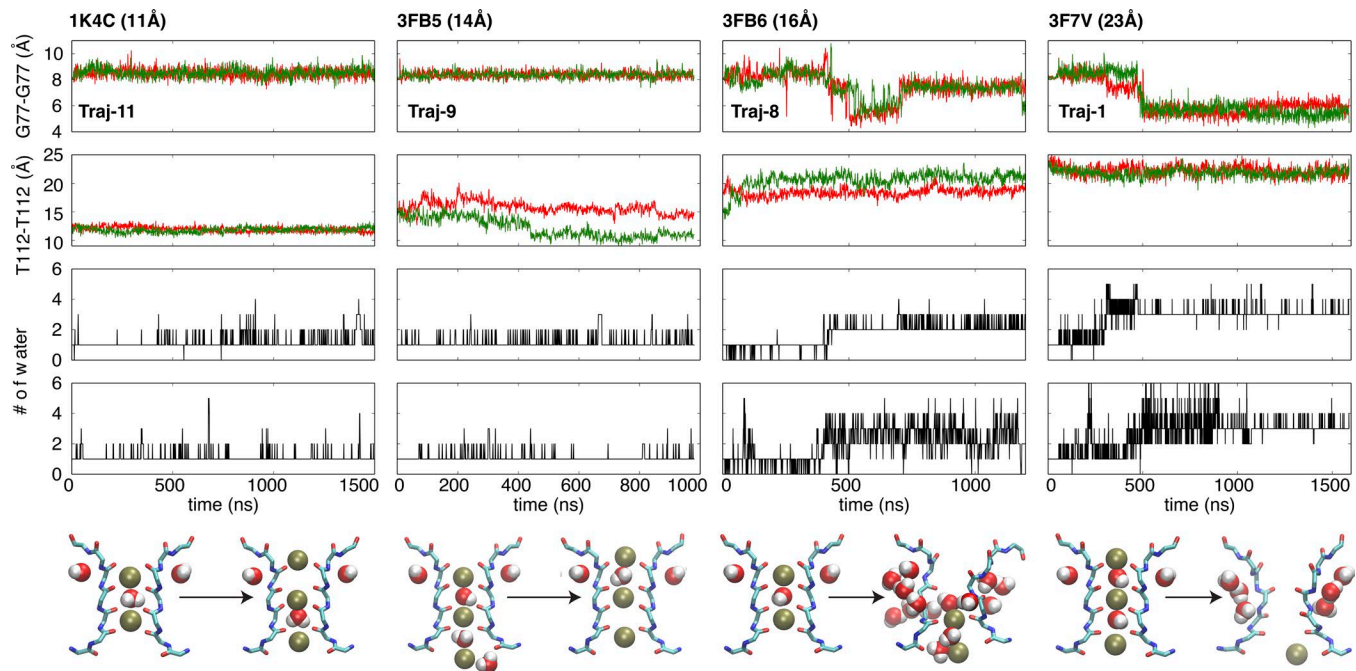 1K4C (11Å)
3FB5 (14Å)
3FB6 (16Å)
3F7V (23Å)
G77-G77 (Å)
10
8
6
4
Traj-11
Traj-9
Traj-8
Traj-1
T112-T112 (Å)
25
20
15
10
# of water
6
4
2
0
6
4
2
0
0 500 1000 1500
0 200 400 600 800 1000
0 500 1000
0 500 1000 1500
time (ns)
time (ns)
time (ns)
time (ns)